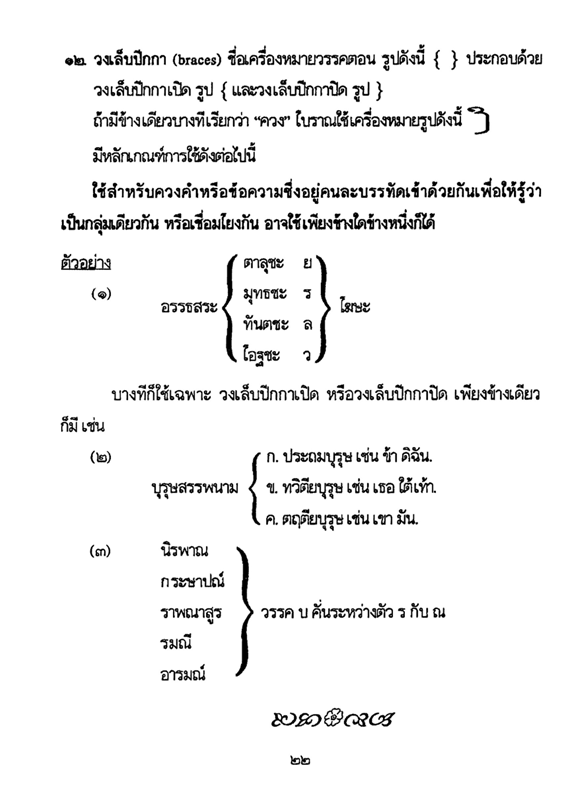 ๑๒. วงเล็บปีกกา (braces) ชื่อเครื่องหมายวรรคตอน รูปดังนี้ { } ประกอบด้วย
วงเล็บปีกกาเปิด รูป { และวงเล็บปีกกาปิด รูป }
ถ้ามีข้างเดียวบางทีเรียกว่า “ควง” โบราณใช้เครื่องหมายรูปดังนี้
มีหลักเกณฑ์การใช้ดังต่อไปนี้
ใช้สำหรับควงคำหรือข้อความซึ่งอยู่คนละบรรทัดเข้าด้วยกันเพื่อให้รู้ว่า
เป็นกลุ่มเดียวกัน หรือเชื่อมโยงกัน อาจใช้เพียงข้างใดข้างหนึ่งก็ได้
ตัวอย่าง
(๑)
อรรธสระ {
ตาลุชะ ย
มุทธชะ ร
ทันตชะ ล
โอฐชะ ว
} โฆษะ
บางทีก็ใช้เฉพาะ วงเล็บปีกกาเปิด หรือวงเล็บปีกกาปิด เพียงข้างเดียว
ก็มี เช่น
(๒)
บุรุษสรรพนาม {
ก. ประถมบุรุษ เช่น ข้า ดิฉัน.
ข. ทวิตียบุรุษ เช่น เธอ ใต้เท้า.
ค. ตฤตียบุรุษ เช่น เขา มัน.
(๓) นิรพาณ
กระษาปณ์
ราพณาสูร } วรรค บ คั่นระหว่างตัว ร กับ ณ
รมณี
อารมณ์
๒๒